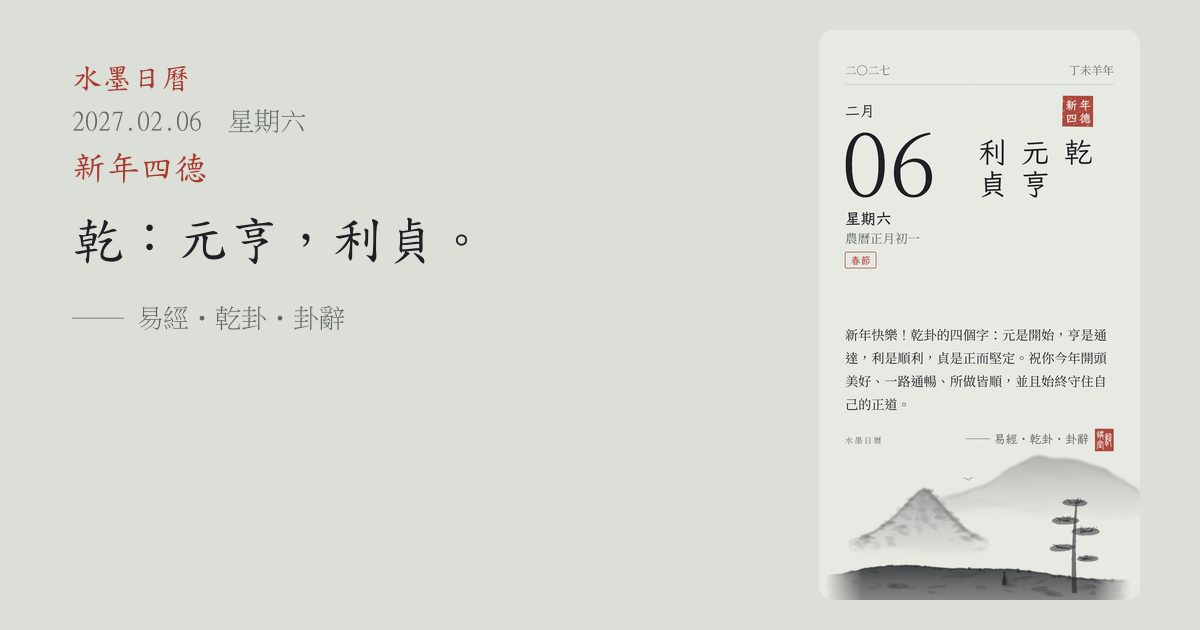 水墨日曆
2027.02.06 星期六
新年四德
乾：元亨，利貞。
—— 易經・乾卦・卦辭
二〇二七
丁未羊年
二月
新年四德
06
乾
元亨
利貞
星期六
農曆正月初一
春節
新年快樂！乾卦的四個字：元是開始，亨是通
達，利是順利，貞是正而堅定。祝你今年開頭
美好、一路通暢、所做皆順，並且始終守住自
己的正道。
水墨日曆
—— 易經・乾卦・卦辭